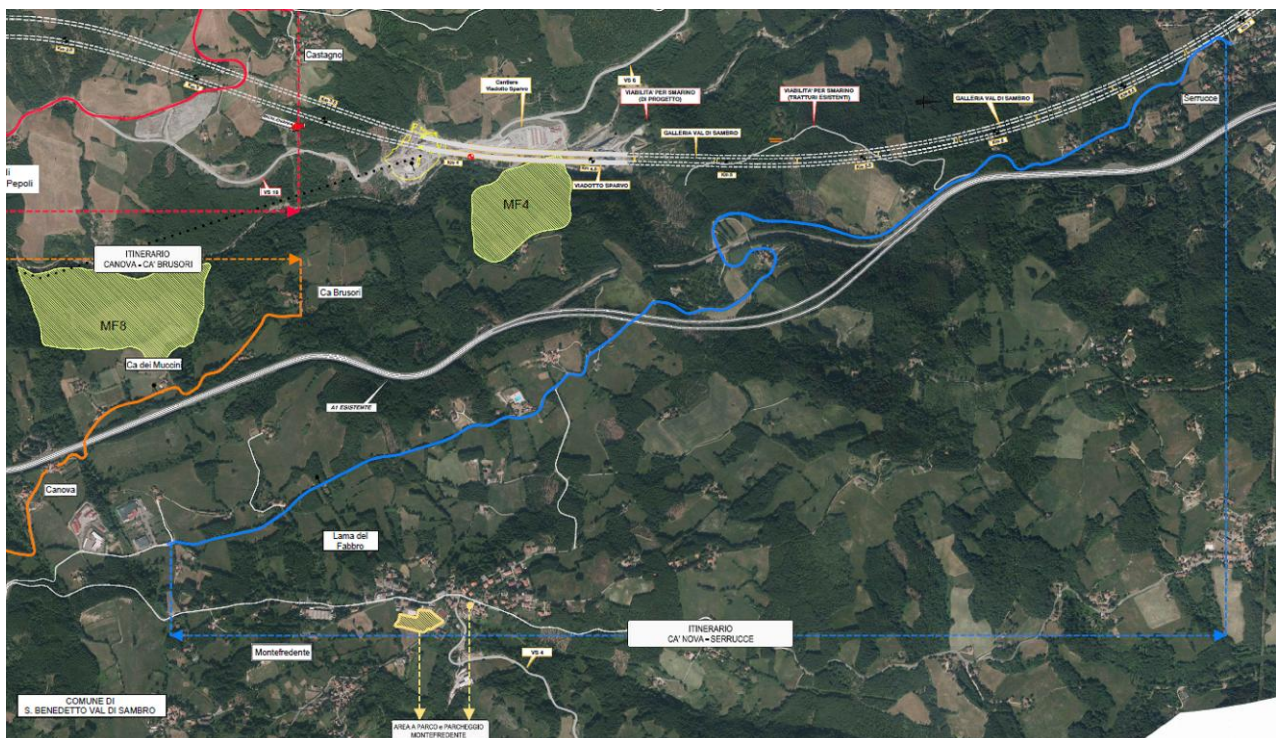 Castagno
Cantiere
Viadotto Sparvo
VS 6
VIABILITA' PER SMARINO
(DI PROGETTO)
VIABILITA' PER SMARINO
(TRATTURI ESISTENTI)
GALLERIA VAL DI SAMBRO
Serrucce
GALLERIA VAL DI SAMBRO
li
Pepoli
VS 18
VIADOTTO SPARVO
MF4
ITINERARIO
CANOVA - CA' BRUSORI
Ca Brusori
MF8
Ca dei Muccin
A1 ESISTENTE
Canova
Lama del
Fabbro
ITINERARIO
CA' NOVA - SERRUCCE
Montefredente
VS 4
COMUNE DI
S. BENEDETTO VAL DI SAMBRO
AREA A PARCO e PARCHEGGIO
MONTEFREDENTE